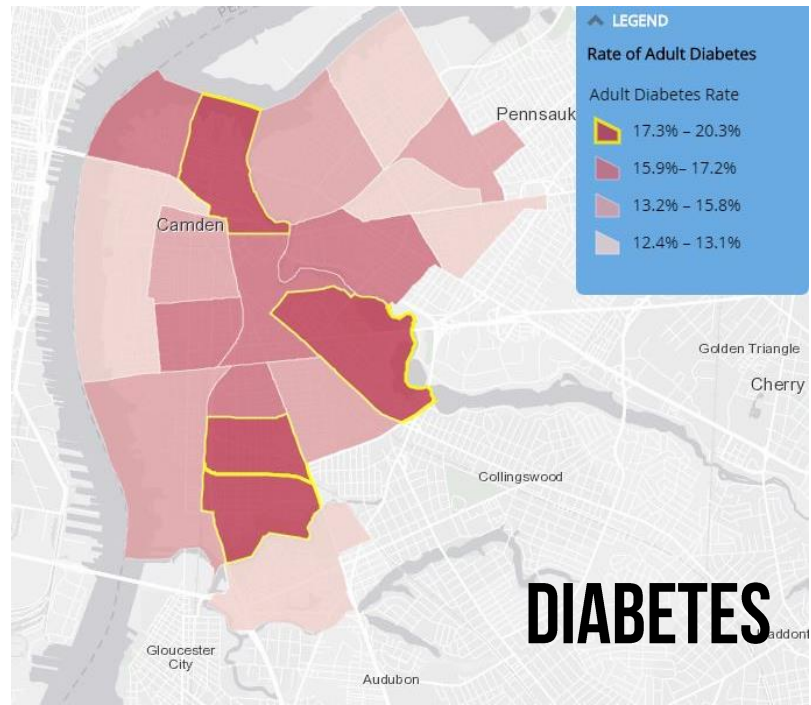 LEGEND
Rate of Adult Diabetes
Adult Diabetes Rate
17.3% – 20.3%
15.9%– 17.2%
13.2% – 15.8%
12.4% – 13.1%
Pennsauk
Camden
Golden Triangle
Cherry
Collingswood
DIABETES
Gloucester
City
Audubon